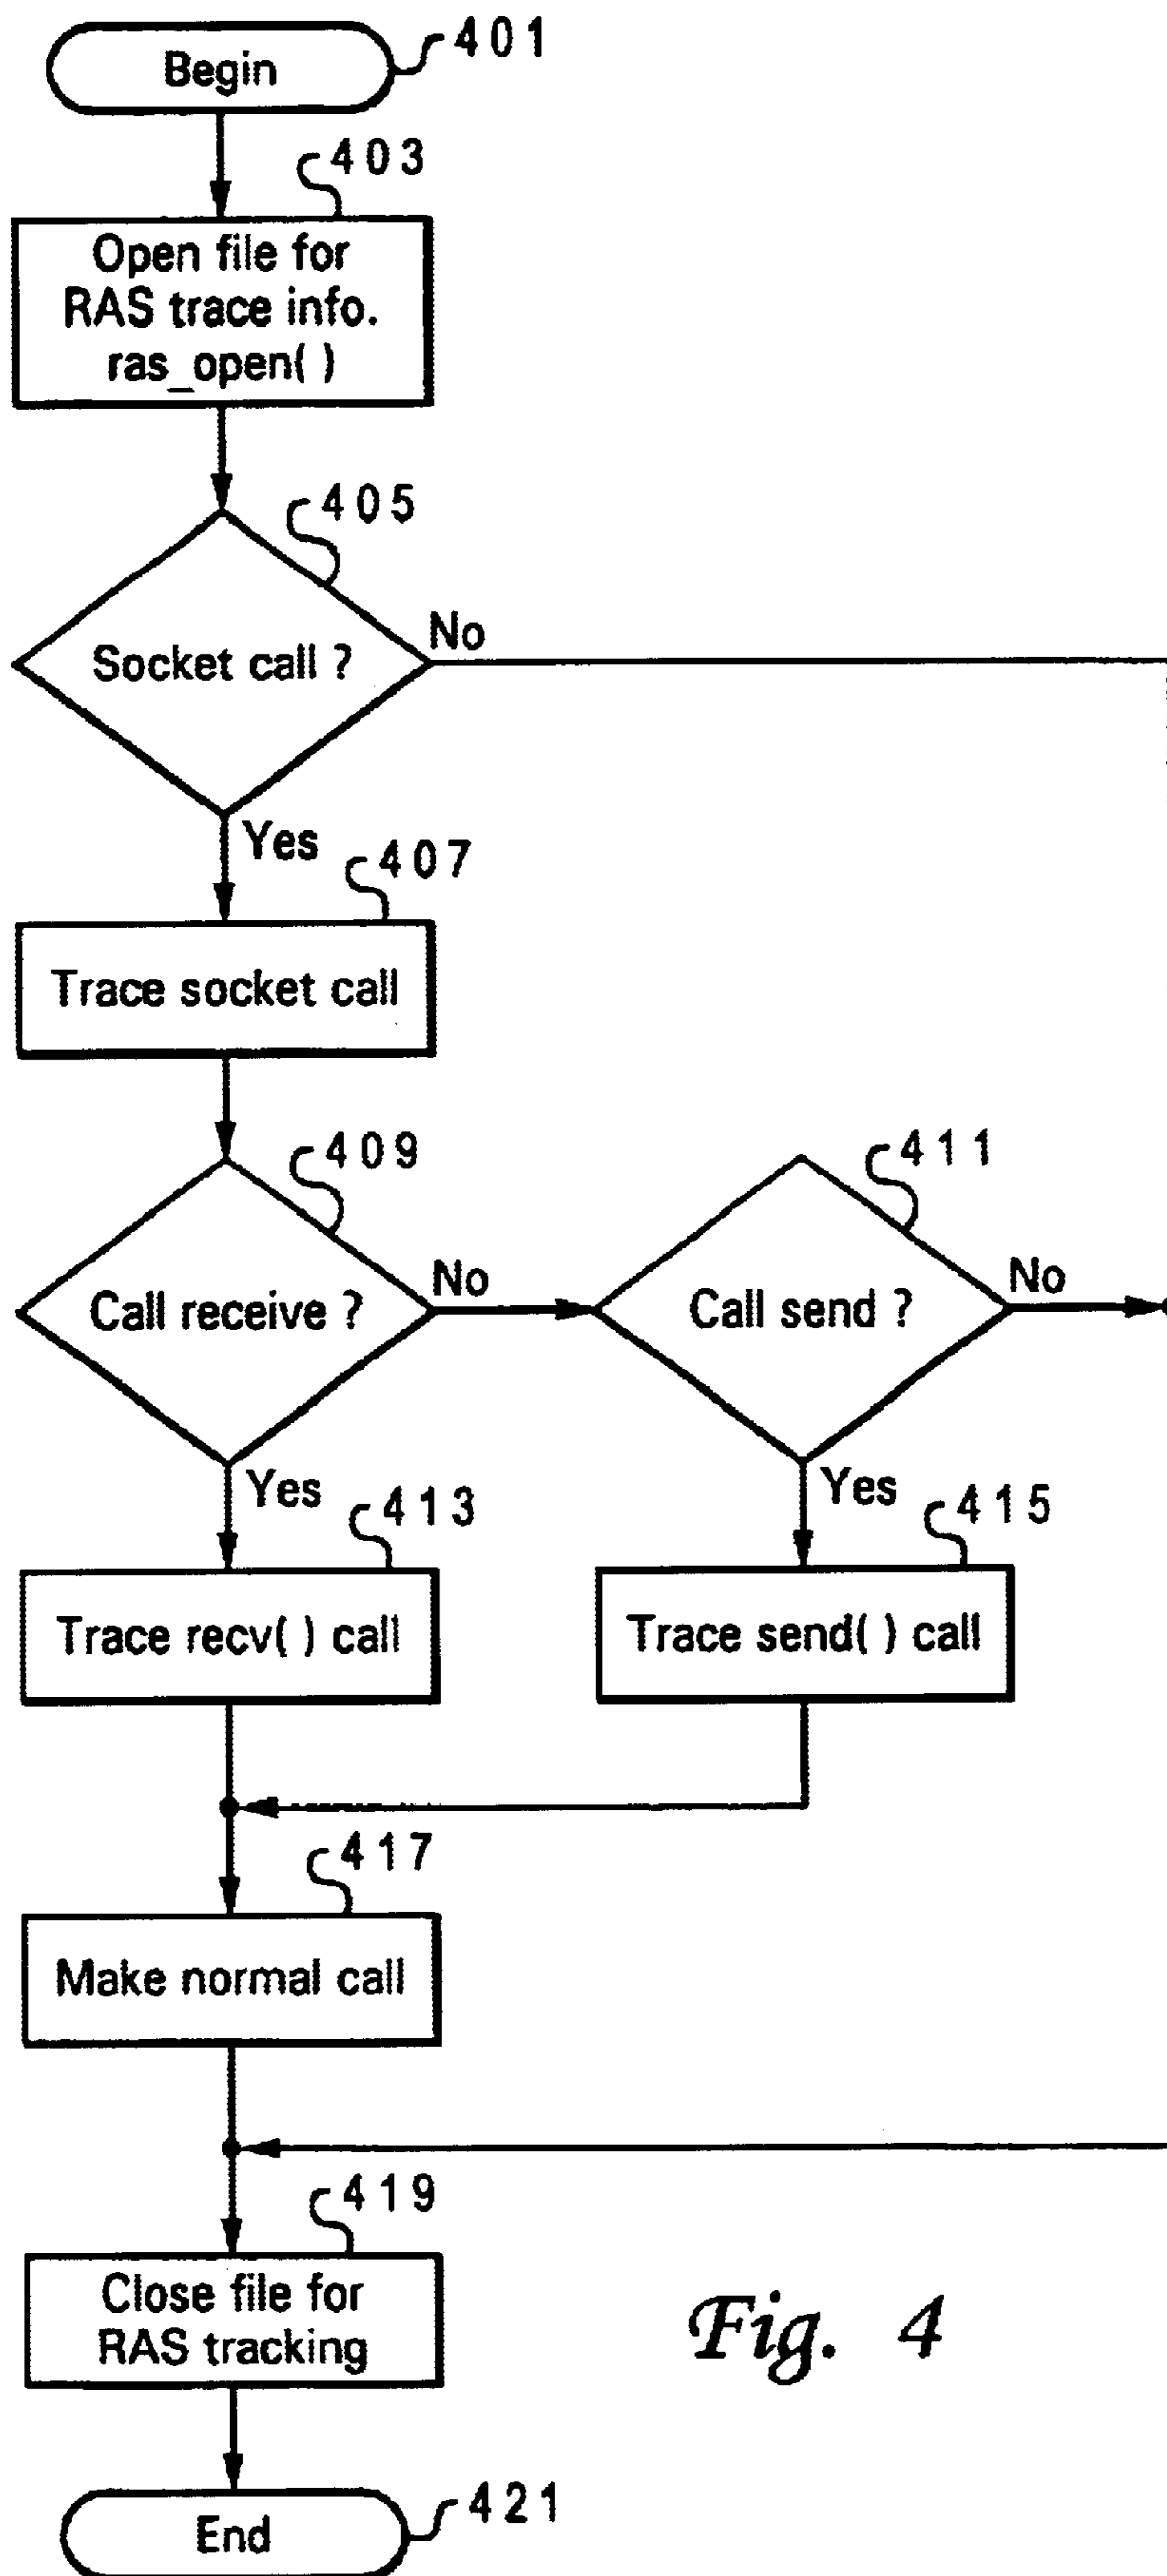 Begin
401
403
Open file for
RAS trace info.
ras_open( )
405
Socket call ?
No
Yes
407
Trace socket call
409
Call receive ?
No
411
Call send ?
No
Yes
413
Trace recv( ) call
Yes
415
Trace send( ) call
417
Make normal call
419
Close file for
RAS tracking
Fig. 4
End
421